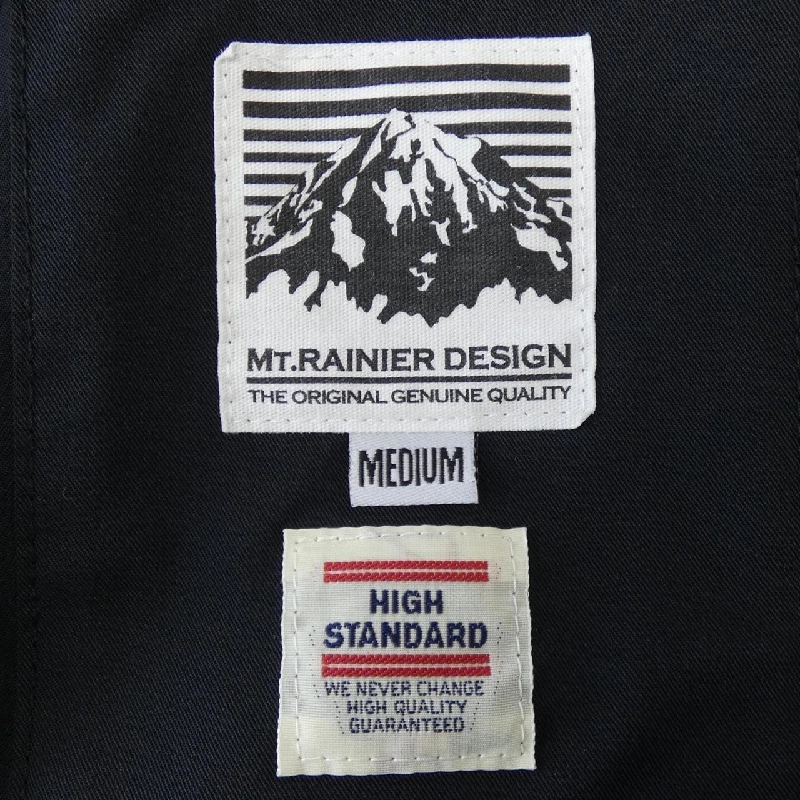 MT.RAINIER DESIGN
THE ORIGINAL GENUINE QUALITY
MEDIUM
HIGH
STANDARD
WE NEVER CHANGE
HIGH QUALITY
GUARANTEED